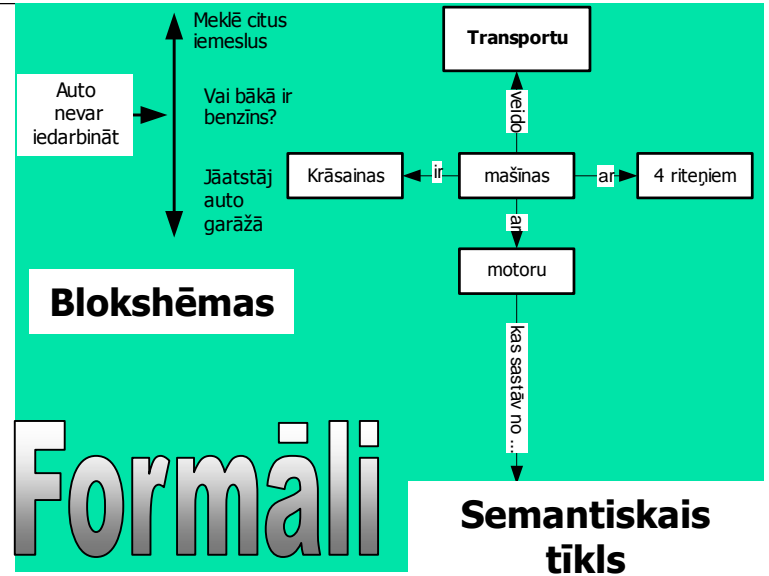 Meklē citus
iemeslus
Auto
nevar
iedarbināt
Vai bākā ir
benzīns?
Jāatstāj
auto
garāžā
Blokshēmas
Transportu
veido
Krāsainas
ir
mašīnas
ar
4 riteņiem
ar
motoru
kas sastāv no ...
Semantiskais
tīkls
Formāli